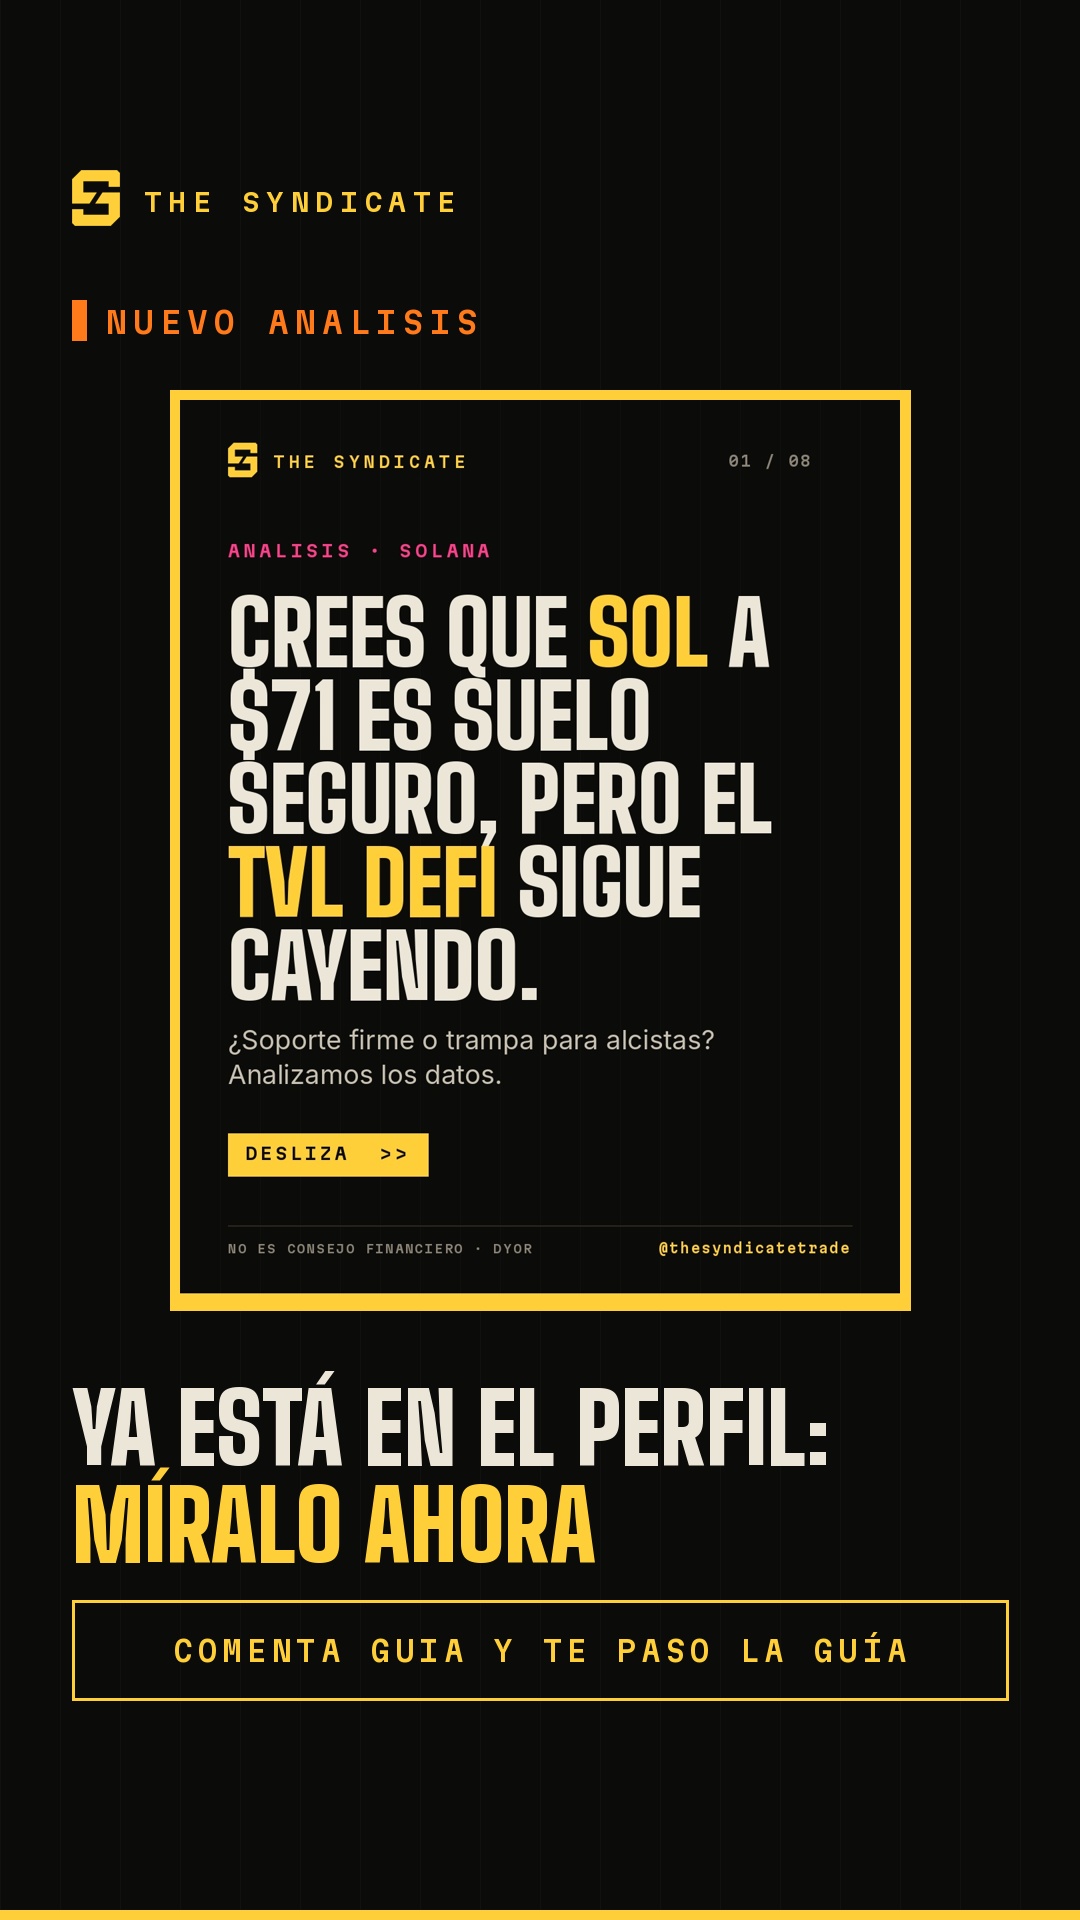 THE SYNDICATE
NUEVO ANALISIS
THE SYNDICATE
01 / 08
ANALISIS · SOLANA
CREES QUE SOL A
$71 ES SUELO
SEGURO, PERO EL
TVL DEFI SIGUE
CAYENDO.
¿Soporte firme o trampa para alcistas?
Analizamos los datos.
DESLIZA >>
NO ES CONSEJO FINANCIERO · DYOR
@thesyndicatetrade
YA ESTÁ EN EL PERFIL:
MÍRALO AHORA
COMENTA GUIA Y TE PASO LA GUÍA